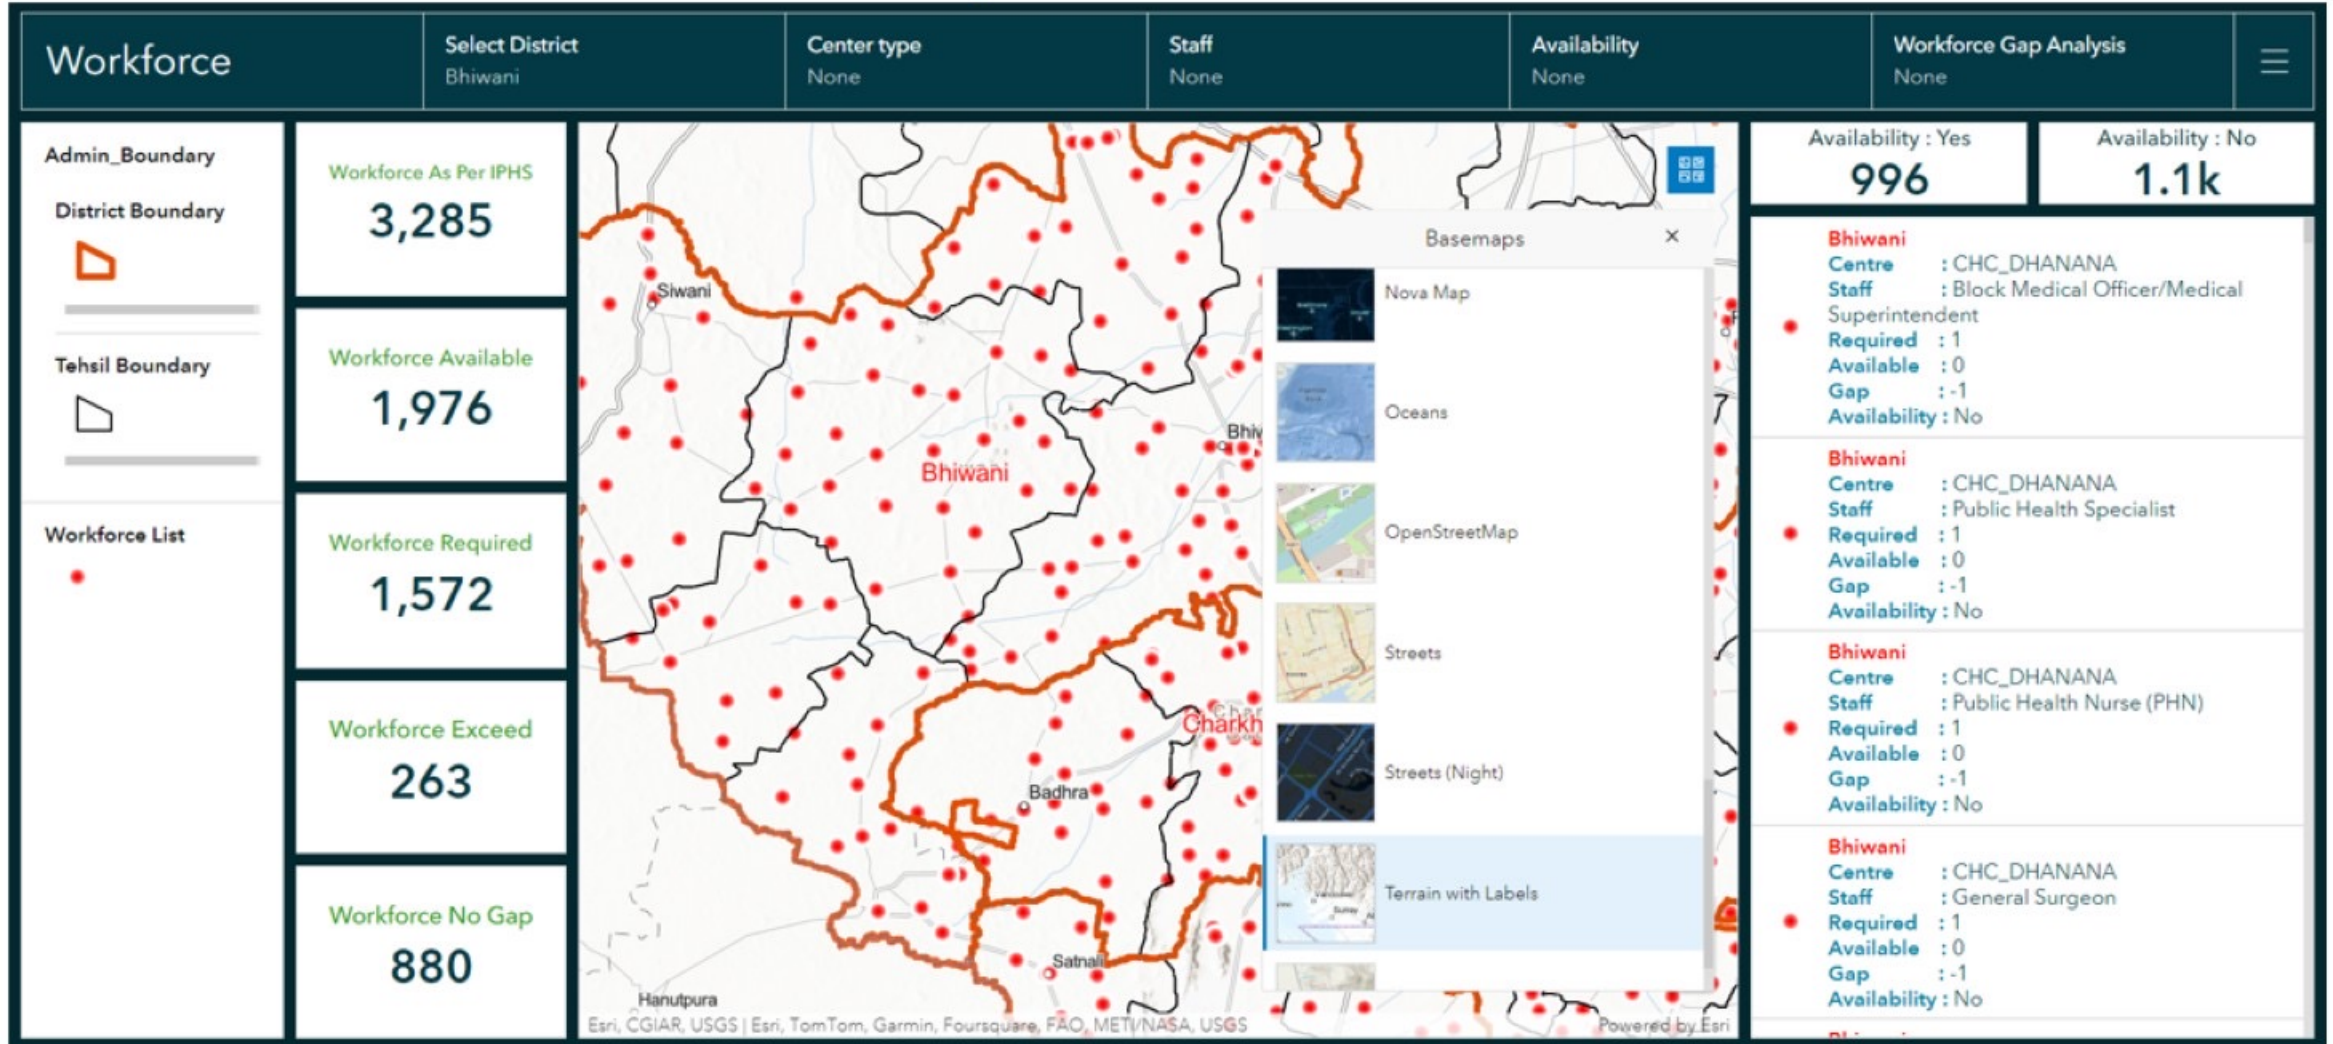 Workforce
Select District
Bhiwani
Center type
None
Staff
None
Availability
None
Workforce Gap Analysis
None
Admin_Boundary
District Boundary
Tehsil Boundary
Workforce List
Workforce As Per IPHS
3,285
Workforce Available
1,976
Workforce Required
1,572
Workforce Exceed
263
Workforce No Gap
880
Siwani
Bhiwani
Bhiw
Charkh
Badhra
Satnali
Hanutpura
Esri, CGIAR, USGS | Esri, TomTom, Garmin, Foursquare, FAO, METI/NASA, USGS
Powered by Esri
Basemaps
Nova Map
Oceans
OpenStreetMap
Streets
Streets (Night)
Terrain with Labels
Availability : Yes
996
Availability : No
1.1k
Bhiwani
Centre : CHC_DHANANA
Staff : Block Medical Officer/Medical
Superintendent
Required : 1
Available : 0
Gap : -1
Availability : No
Bhiwani
Centre : CHC_DHANANA
Staff : Public Health Specialist
Required : 1
Available : 0
Gap : -1
Availability : No
Bhiwani
Centre : CHC_DHANANA
Staff : Public Health Nurse (PHN)
Required : 1
Available : 0
Gap : -1
Availability : No
Bhiwani
Centre : CHC_DHANANA
Staff : General Surgeon
Required : 1
Available : 0
Gap : -1
Availability : No